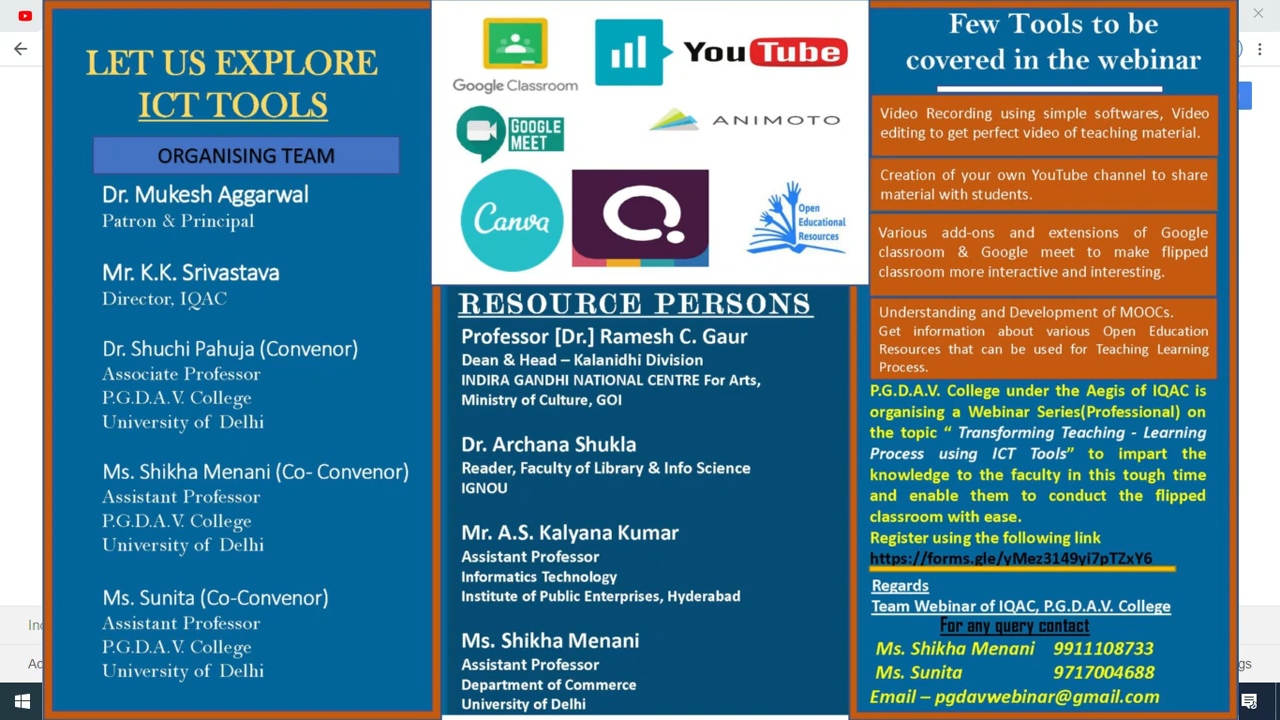 LET US EXPLORE
ICT TOOLS
ORGANISING TEAM
Dr. Mukesh Aggarwal
Patron & Principal
Mr. K.K. Srivastava
Director, IQAC
Dr. Shuchi Pahuja (Convenor)
Associate Professor
P.G.D.A.V. College
University of Delhi
Ms. Shikha Menani (Co- Convenor)
Assistant Professor
P.G.D.A.V. College
University of Delhi
Ms. Sunita (Co-Convenor)
Assistant Professor
P.G.D.A.V. College
University of Delhi
Google Classroom
YouTube
GOOGLE
MEET
ANIMOTO
Canva
Open
Educational
Resources
RESOURCE PERSONS
Professor [Dr.] Ramesh C. Gaur
Dean & Head – Kalanidhi Division
INDIRA GANDHI NATIONAL CENTRE For Arts,
Ministry of Culture, GOI
Dr. Archana Shukla
Reader, Faculty of Library & Info Science
IGNOU
Mr. A.S. Kalyana Kumar
Assistant Professor
Informatics Technology
Institute of Public Enterprises, Hyderabad
Ms. Shikha Menani
Assistant Professor
Department of Commerce
University of Delhi
Few Tools to be
covered in the webinar
Video Recording using simple softwares, Video
editing to get perfect video of teaching material.
Creation of your own YouTube channel to share
material with students.
Various add-ons and extensions of Google
classroom & Google meet to make flipped
classroom more interactive and interesting.
Understanding and Development of MOOCs.
Get information about various Open Education
Resources that can be used for Teaching Learning
Process.
P.G.D.A.V. College under the Aegis of IQAC is
organising a Webinar Series(Professional) on
the topic “ Transforming Teaching - Learning
Process using ICT Tools” to impart the
knowledge to the faculty in this tough time
and enable them to conduct the flipped
classroom with ease.
Register using the following link
https://forms.gle/yMez3149yi7pTZxY6
Regards
Team Webinar of IQAC, P.G.D.A.V. College
For any query contact
Ms. Shikha Menani 9911108733
Ms. Sunita 9717004688
Email – pgdavwebinar@gmail.com